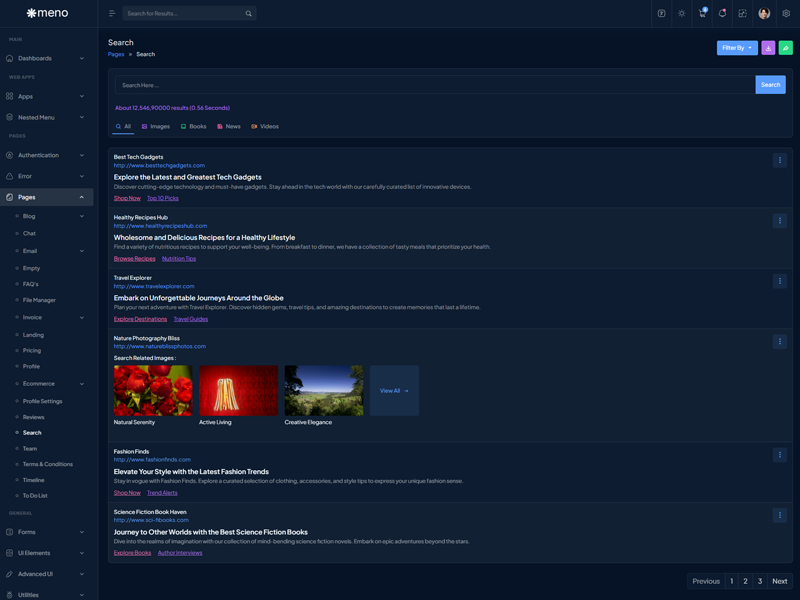 meno
Search for Results...
4
MAIN
Dashboards
WEB APPS
Apps
Nested Menu
PAGES
Authentication
Error
Pages
Blog
Chat
Email
Empty
FAQ's
File Manager
Invoice
Landing
Pricing
Profile
Ecommerce
Profile Settings
Reviews
Search
Team
Terms & Conditions
Timeline
To Do List
GENERAL
Forms
UI Elements
Advanced UI
Utilities
Search
Pages » Search
Filter By
Search Here ...
Search
About 12,546,90000 results (0.56 Seconds)
All Images Books News Videos
Best Tech Gadgets
http://www.besttechgadgets.com
Explore the Latest and Greatest Tech Gadgets
Discover cutting-edge technology and must-have gadgets. Stay ahead in the tech world with our carefully curated list of innovative devices.
Shop Now Top 10 Picks
Healthy Recipes Hub
http://www.healthyrecipeshub.com
Wholesome and Delicious Recipes for a Healthy Lifestyle
Find a variety of nutritious recipes to support your well-being. From breakfast to dinner, we have a collection of tasty meals that prioritize your health.
Browse Recipes Nutrition Tips
Travel Explorer
http://www.travelexplorer.com
Embark on Unforgettable Journeys Around the Globe
Plan your next adventure with Travel Explorer. Discover hidden gems, travel tips, and amazing destinations to create memories that last a lifetime.
Explore Destinations Travel Guides
Nature Photography Bliss
http://www.natureblissphotos.com
Search Related Images :
View All →
Natural Serenity Active Living Creative Elegance
Fashion Finds
http://www.fashionfinds.com
Elevate Your Style with the Latest Fashion Trends
Stay in vogue with Fashion Finds. Explore a curated selection of clothing, accessories, and style tips to express your unique fashion sense.
Shop Now Trend Alerts
Science Fiction Book Haven
http://www.sci-fibooks.com
Journey to Other Worlds with the Best Science Fiction Books
Dive into the realms of imagination with our collection of mind-bending science fiction novels. Embark on epic adventures beyond the stars.
Explore Books Author Interviews
Previous 1 2 3 Next